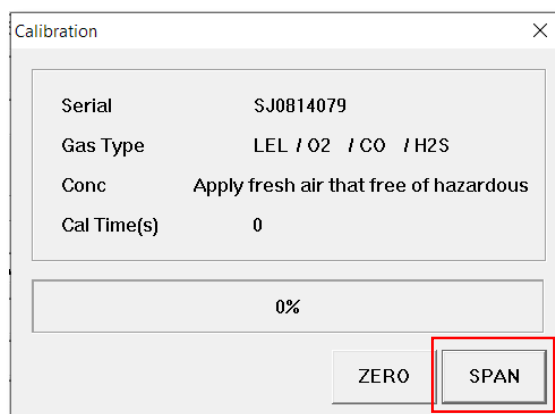 Calibration
Serial SJ0814079
Gas Type LEL / O2 / CO / H2S
Conc Apply fresh air that free of hazardous
Cal Time(s) 0
0%
ZERO SPAN